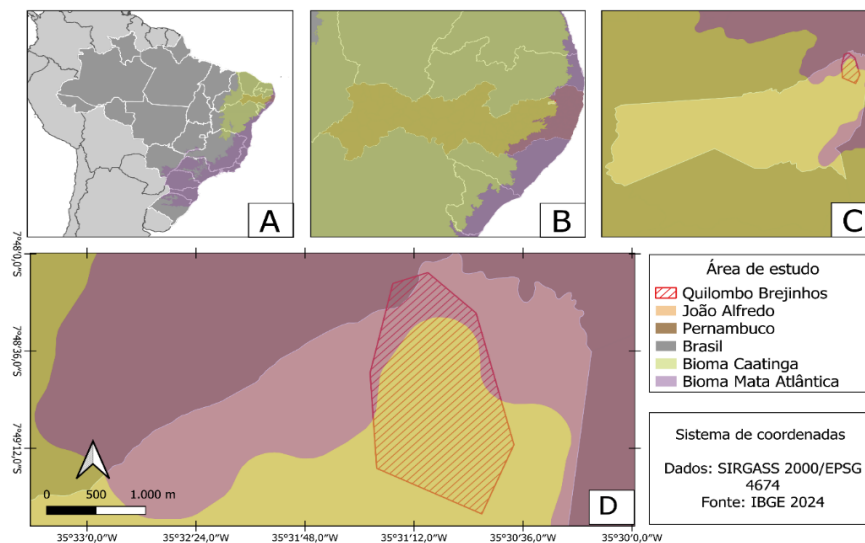 A
B
C
7°48'0,0"S
7°48'36,0"S
7°49'12,0"S
0 500 1.000 m
D
35°33'0,0"W
35°32'24,0"W
35°31'48,0"W
35°31'12,0"W
35°30'36,0"W
35°30'0,0"W
Área de estudo
Quilombo Brejinhos
João Alfredo
Pernambuco
Brasil
Bioma Caatinga
Bioma Mata Atlântica
Sistema de coordenadas
Dados: SIRGASS 2000/EPSG
4674
Fonte: IBGE 2024